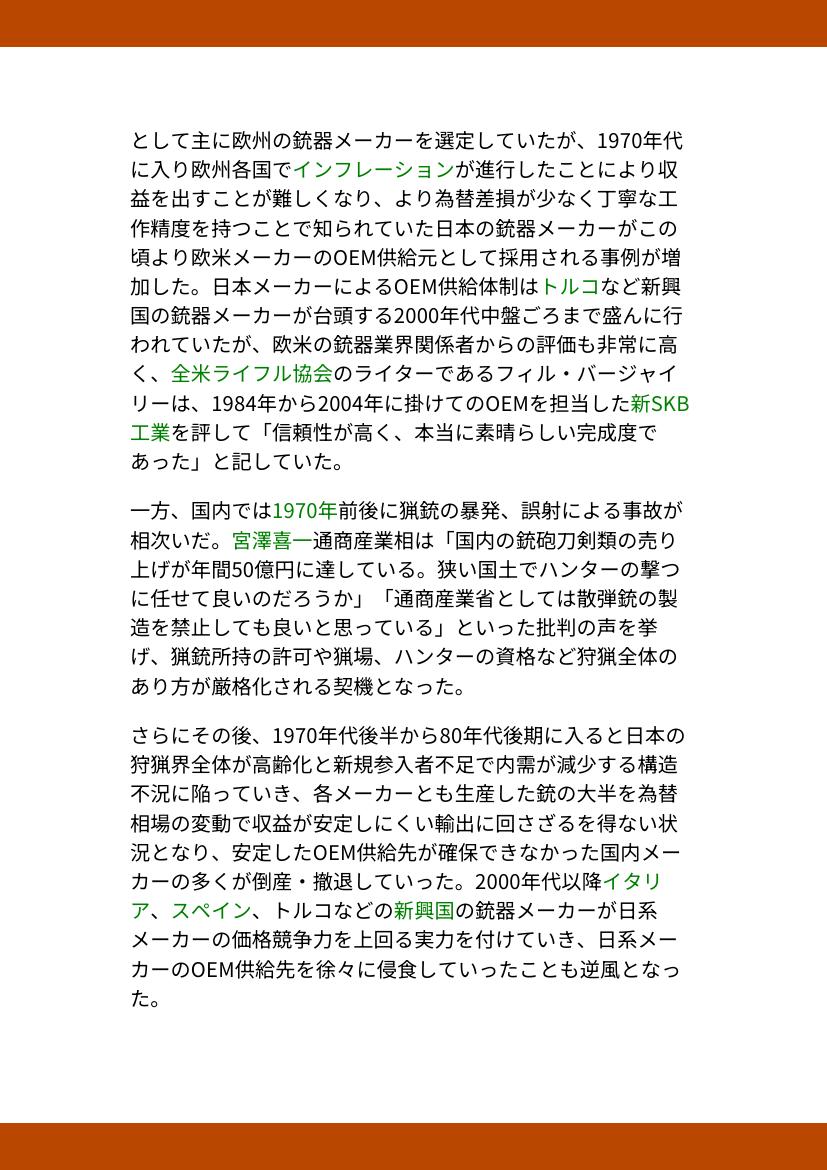 として主に欧州の銃器メーカーを選定していたが、1970年代
に入り欧州各国でインフレーションが進行したことにより収
益を出すことが難しくなり、より為替差損が少なく丁寧な工
作精度を持つことで知られていた日本の銃器メーカーがこの
頃より欧米メーカーのOEM供給元として採用される事例が増
加した。日本メーカーによるOEM供給体制はトルコなど新興
国の銃器メーカーが台頭する2000年代中盤ごろまで盛んに行
われていたが、欧米の銃器業界関係者からの評価も非常に高
く、全米ライフル協会のライターであるフィル・バージャイ
リーは、1984年から2004年に掛けてのOEMを担当した新SKB
工業を評して「信頼性が高く、本当に素晴らしい完成度で
あった」と記していた。
一方、国内では1970年前後に猟銃の暴発、誤射による事故が
相次いだ。宮澤喜一通商産業相は「国内の銃砲刀剣類の売り
上げが年間50億円に達している。狭い国土でハンターの撃つ
に任せて良いのだろうか」「通商産業省としては散弾銃の製
造を禁止しても良いと思っている」といった批判の声を挙
げ、猟銃所持の許可や猟場、ハンターの資格など狩猟全体の
あり方が厳格化される契機となった。
さらにその後、1970年代後半から80年代後期に入ると日本の
狩猟界全体が高齢化と新規参入者不足で内需が減少する構造
不況に陥っていき、各メーカーとも生産した銃の大半を為替
相場の変動で収益が安定しにくい輸出に回さざるを得ない状
況となり、安定したOEM供給先が確保できなかった国内メー
カーの多くが倒産・撤退していった。2000年代以降イタリ
ア、スペイン、トルコなどの新興国の銃器メーカーが日系
メーカーの価格競争力を上回る実力を付けていき、日系メー
カーのOEM供給先を徐々に侵食していったことも逆風となっ
た。